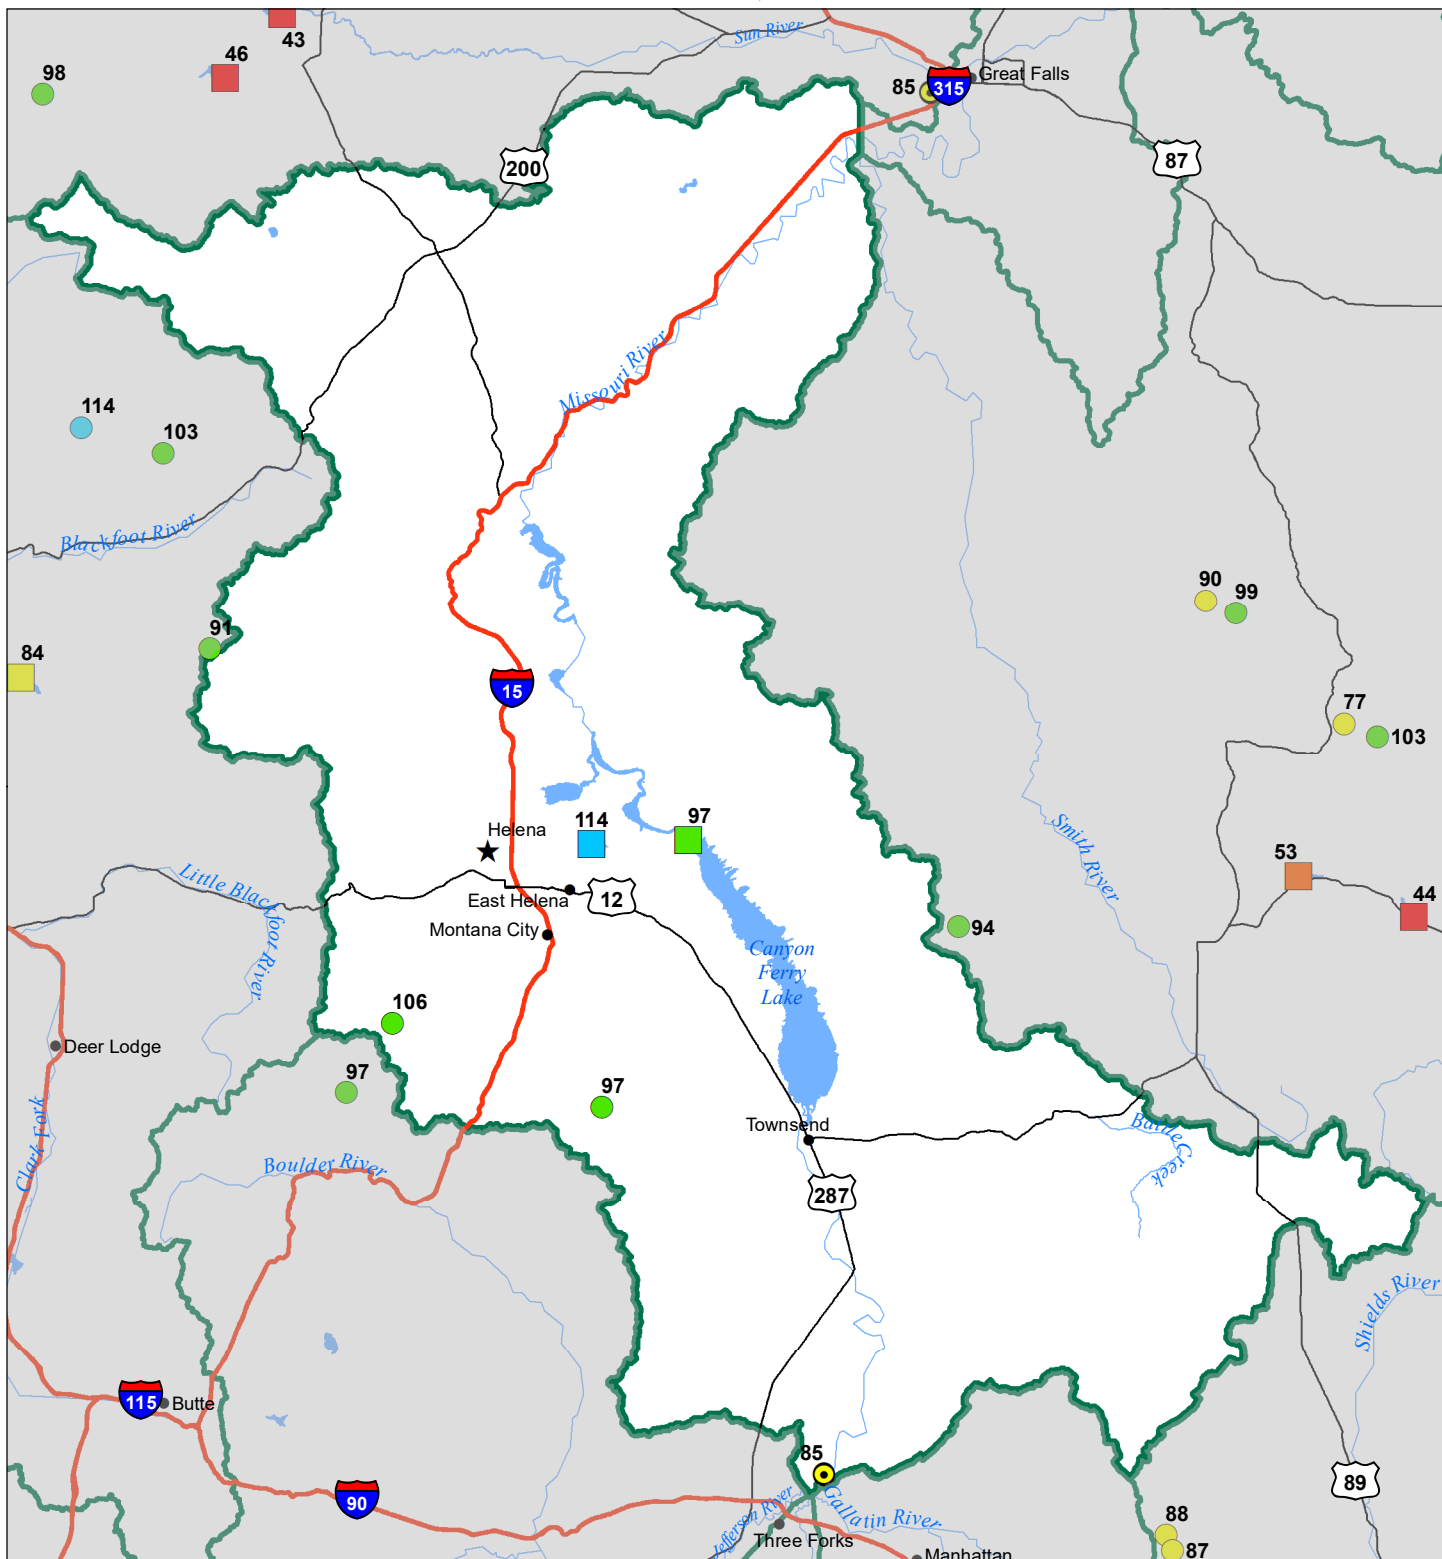 43
Sun River
46
98
Great Falls
85
315
200
87
Missouri River
114
103
Blackfoot River
90
99
91
84
15
77
103
114
97
Helena
Smith River
53
Little Blackfoot River
44
East Helena
12
Montana City
94
Canyon
Ferry
Lake
106
Deer Lodge
97
97
Clark Fork
Townsend
Battle Creek
Boulder River
287
Shields River
115
Butte
85
89
90
Jefferson River
Gallatin River
88
Three Forks
87
Manhattan